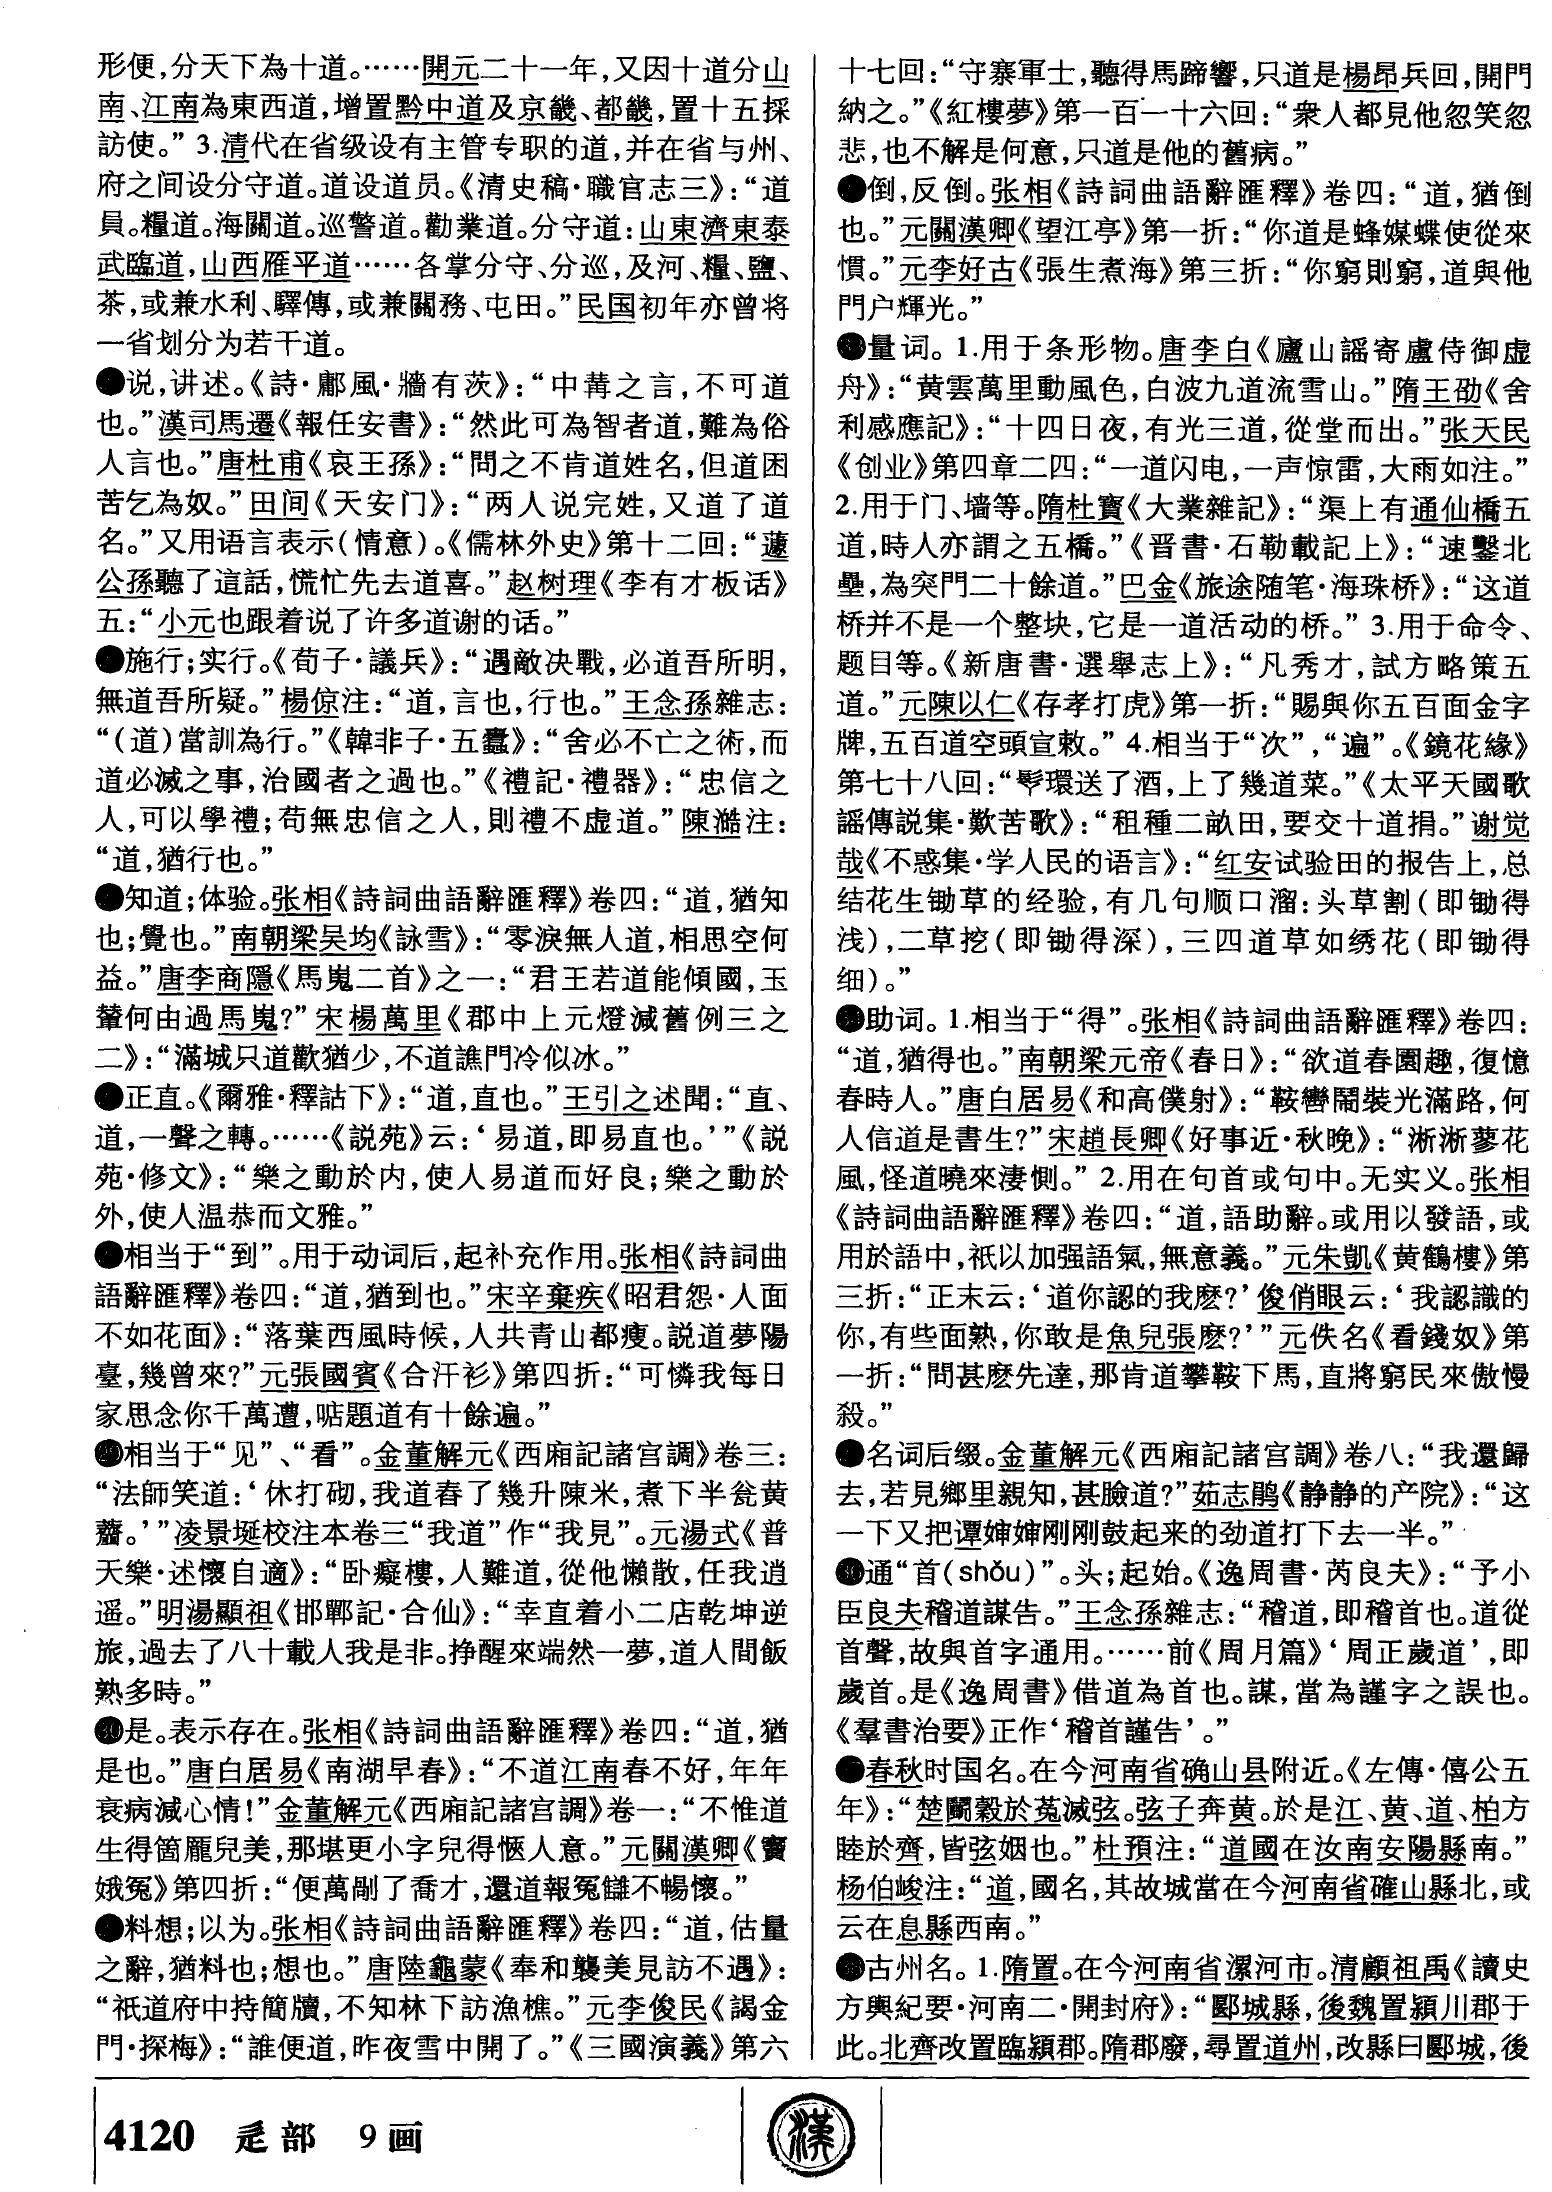 形便，分天下為十道。……開元二十一年，又因十道分山
南、江南為東西道，增置黔中道及京畿、都畿，置十五採
訪使。” 3.清代在省级设有主管专职的道，并在省与州、
府之间设分守道。道设道员。《清史稿·職官志三》：“道
員。糧道。海關道。巡警道。勸業道。分守道：山東濟東泰
武臨道，山西雁平道……各掌分守、分巡，及河、糧、鹽、
茶，或兼水利、驛傳，或兼關務、屯田。”民国初年亦曾将
一省划分为若干道。
说，讲述。《詩·鄘風·牆有茨》：“中冓之言，不可道
也。”漢司馬遷《報任安書》：“然此可為智者道，難為俗
人言也。”唐杜甫《哀王孫》：“問之不肯道姓名，但道困
苦乞為奴。”田间《天安门》：“两人说完姓，又道了道
名。”又用语言表示(情意)。《儒林外史》第十二回：“蘧
公孫聽了這話，慌忙先去道喜。”赵树理《李有才板话》
五：“小元也跟着说了许多道谢的话。”
施行；实行。《荀子·議兵》：“遇敵决戰，必道吾所明，
無道吾所疑。”楊倞注：“道，言也，行也。”王念孫雜志：
“(道)當訓為行。”《韓非子·五蠹》：“舍必不亡之術，而
道必滅之事，治國者之過也。”《禮記·禮器》：“忠信之
人，可以學禮；苟無忠信之人，則禮不虚道。”陳澔注：
“道，猶行也。”
知道；体验。张相《詩詞曲語辭匯釋》卷四：“道，猶知
也；覺也。”南朝梁吴均《詠雪》：“零淚無人道，相思空何
益。”唐李商隱《馬嵬二首》之一：“君王若道能傾國，玉
輦何由過馬嵬？”宋楊萬里《郡中上元燈減舊例三之
二》：“滿城只道歡猶少，不道譙門冷似冰。”
正直。《爾雅·釋詁下》：“道，直也。”王引之述聞：“直、
道，一聲之轉。……《説苑》云：‘易道，即易直也。’”《説
苑·修文》：“樂之動於内，使人易道而好良；樂之動於
外，使人温恭而文雅。”
相当于“到”。用于动词后，起补充作用。张相《詩詞曲
語辭匯釋》卷四：“道，猶到也。”宋辛棄疾《昭君怨·人面
不如花面》：“落葉西風時候，人共青山都瘦。説道夢陽
臺，幾曾來？”元張國賓《合汗衫》第四折：“可憐我每日
家思念你千萬遭，啼題道有十餘遍。”
相当于“见”、“看”。金董解元《西廂記諸宫調》卷三：
“法師笑道：‘休打砌，我道舂了幾升陳米，煮下半瓮黄
虀。’”凌景埏校注本卷三“我道”作“我見”。元湯式《普
天樂·述懷自適》：“卧癡樓，人難道，從他懶散，任我逍
遥。”明湯顯祖《邯鄲記·合仙》：“幸直着小二店乾坤逆
旅，過去了八十載人我是非。挣醒來端然一夢，道人間飯
熟多時。”
是。表示存在。张相《詩詞曲語辭匯釋》卷四：“道，猶
是也。”唐白居易《南湖早春》：“不道江南春不好，年年
衰病減心情！”金董解元《西廂記諸宫調》卷一：“不惟道
生得箇龎兒美，那堪更小字兒得愜人意。”元關漢卿《竇
娥冤》第四折：“便萬剮了喬才，還道報冤讎不暢懷。”
料想；以为。张相《詩詞曲語辭匯釋》卷四：“道，估量
之辭，猶料也；想也。”唐陸龜蒙《奉和襲美見訪不遇》：
“祇道府中持簡牘，不知林下訪漁樵。”元李俊民《謁金
門·探梅》：“誰便道，昨夜雪中開了。”《三國演義》第六
十七回：“守寨軍士，聽得馬蹄響，只道是楊昂兵回，開門
納之。”《紅樓夢》第一百一十六回：“衆人都見他忽笑忽
悲，也不解是何意，只道是他的舊病。”
倒，反倒。张相《詩詞曲語辭匯釋》卷四：“道，猶倒
也。”元關漢卿《望江亭》第一折：“你道是蜂媒蝶使從來
慣。”元李好古《張生煮海》第三折：“你窮則窮，道與他
門户輝光。”
量词。1.用于条形物。唐李白《廬山謡寄盧侍御虚
舟》：“黄雲萬里動風色，白波九道流雪山。”隋王劭《舍
利感應記》：“十四日夜，有光三道，從堂而出。”张天民
《创业》第四章二四：“一道闪电，一声惊雷，大雨如注。”
2.用于门、墙等。隋杜寳《大業雜記》：“渠上有通仙橋五
道，時人亦謂之五橋。”《晋書·石勒載記上》：“速鑿北
壘，為突門二十餘道。”巴金《旅途随笔·海珠桥》：“这道
桥并不是一个整块，它是一道活动的桥。”3.用于命令、
题目等。《新唐書·選舉志上》：“凡秀才，試方略策五
道。”元陳以仁《存孝打虎》第一折：“賜與你五百面金字
牌，五百道空頭宣敕。”4.相当于“次”，“遍”。《鏡花緣》
第七十八回：“丫環送了酒，上了幾道菜。”《太平天國歌
謡傳説集·歎苦歌》：“租種二畝田，要交十道捐。”谢觉
哉《不惑集·学人民的语言》：“红安试验田的报告上，总
结花生锄草的经验，有几句顺口溜：头草割(即锄得
浅)，二草挖(即锄得深)，三四道草如绣花(即锄得
细)。”
助词。1.相当于“得”。张相《詩詞曲語辭匯釋》卷四：
“道，猶得也。”南朝梁元帝《春日》：“欲道春園趣，復憶
春時人。”唐白居易《和高僕射》：“鞍轡鬧裝光滿路，何
人信道是書生？”宋趙長卿《好事近·秋晚》：“淅淅蓼花
風，怪道曉來淒惻。”2.用在句首或句中。无实义。张相
《詩詞曲語辭匯釋》卷四：“道，語助辭。或用以發語，或
用於語中，祇以加强語氣，無意義。”元朱凱《黄鶴樓》第
三折：“正末云：‘道你認的我麽？’俊俏眼云：‘我認識的
你，有些面熟，你敢是魚兒張麽？’”元佚名《看錢奴》第
一折：“問甚麽先達，那肯道攀鞍下馬，直將窮民來傲慢
殺。”
名词后缀。金董解元《西廂記諸宫調》卷八：“我還歸
去，若見鄉里親知，甚臉道？”茹志鹃《静静的产院》：“这
一下又把谭婶婶刚刚鼓起来的劲道打下去一半。”
通“首(shǒu)”。头；起始。《逸周書·芮良夫》：“予小
臣良夫稽道謀告。”王念孫雜志：“稽道，即稽首也。道從
首聲，故與首字通用。……前《周月篇》‘周正歲道’，即
歲首。是《逸周書》借道為首也。謀，當為謹字之誤也。
《羣書治要》正作‘稽首謹告’。”
春秋时国名。在今河南省确山县附近。《左傳·僖公五
年》：“楚鬭穀於菟滅弦。弦子奔黄。於是江、黄、道、柏方
睦於齊，皆弦姻也。”杜預注：“道國在汝南安陽縣南。”
杨伯峻注：“道，國名，其故城當在今河南省確山縣北，或
云在息縣西南。”
古州名。1.隋置。在今河南省漯河市。清顧祖禹《讀史
方輿紀要·河南二·開封府》：“郾城縣，後魏置潁川郡于
此。北齊改置臨潁郡。隋郡廢，尋置道州，改縣曰郾城，後
4120 辵部 9画
漢